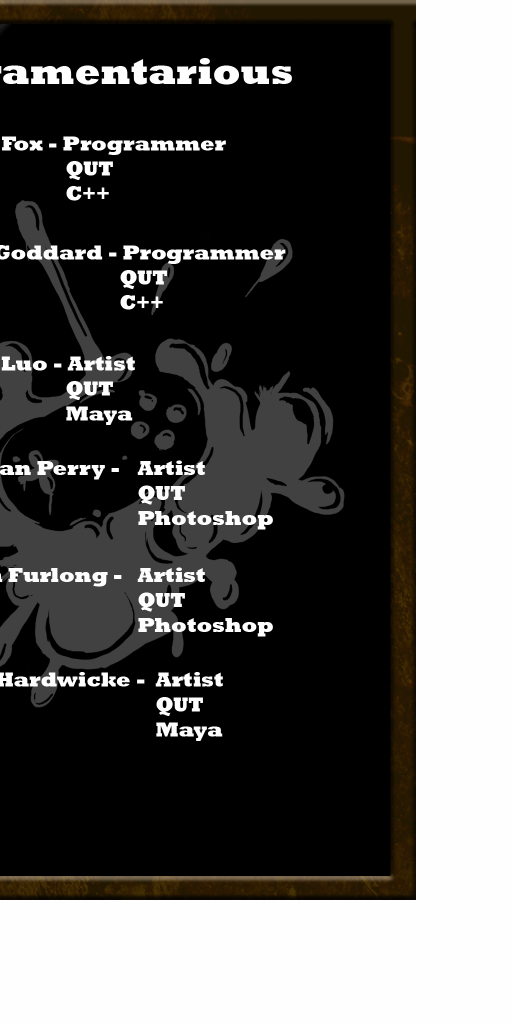 ramentarious
Fox - Programmer
QUT
C++
Goddard - Programmer
QUT
C++
Luo - Artist
QUT
Maya
an Perry - Artist
QUT
Photoshop
Furlong - Artist
QUT
Photoshop
Hardwicke - Artist
QUT
Maya